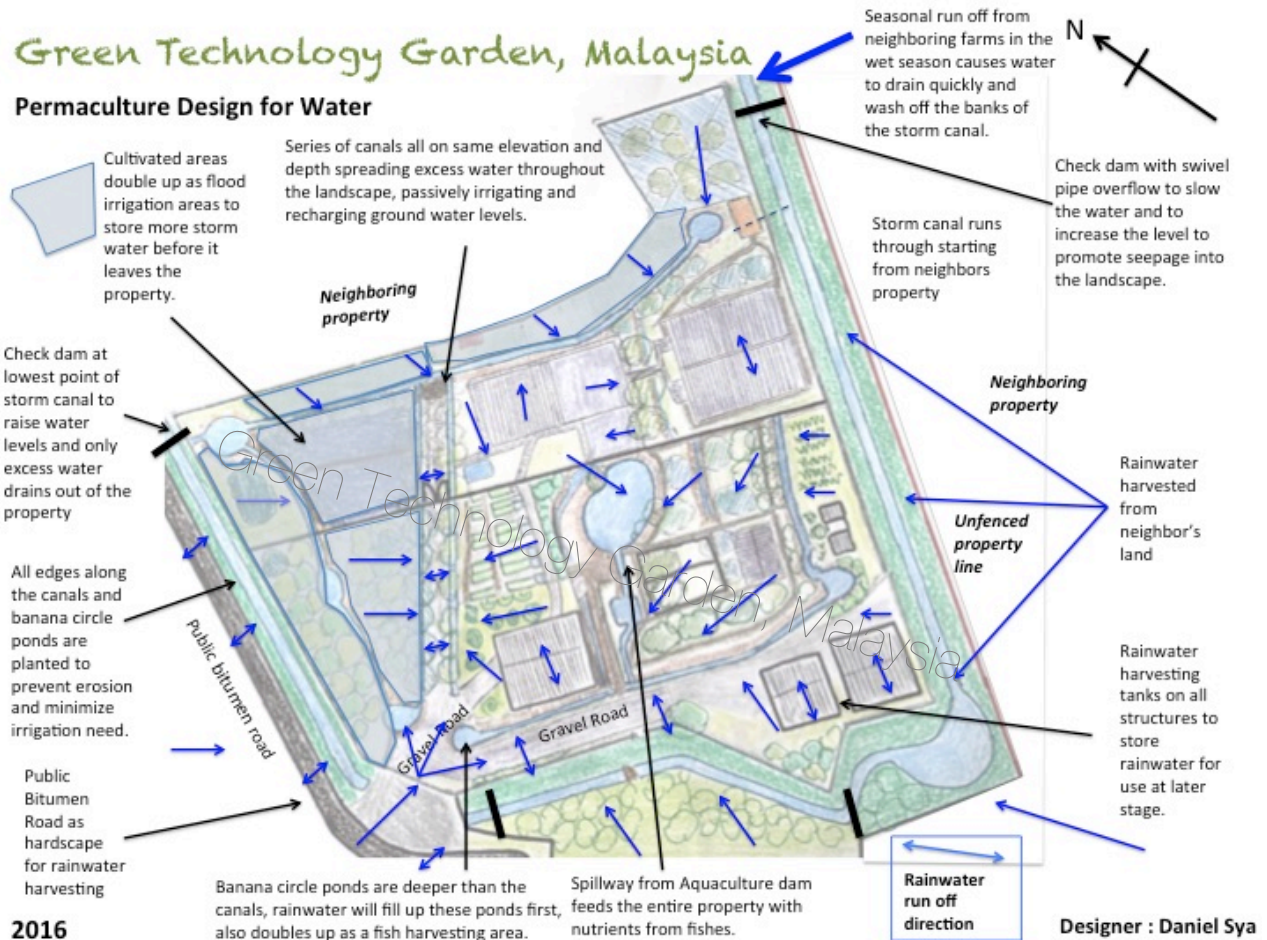 Green Technology Garden, Malaysia
Permaculture Design for Water
Seasonal run off from
neighboring farms in the
wet season causes water
to drain quickly and
wash off the banks of
the storm canal.
N
Cultivated areas
double up as flood
irrigation areas to
store more storm
water before it
leaves the
property.
Series of canals all on same elevation and
depth spreading excess water throughout
the landscape, passively irrigating and
recharging ground water levels.
Check dam with swivel
pipe overflow to slow
the water and to
increase the level to
promote seepage into
the landscape.
Storm canal runs
through starting
from neighbors
property
Neighboring
property
Check dam at
lowest point of
storm canal to
raise water
levels and only
excess water
drains out of the
property
Neighboring
property
Rainwater
harvested
from
neighbor's
land
Unfenced
property
line
Green Technology Garden, Malaysia
All edges along
the canals and
banana circle
ponds are
planted to
prevent erosion
and minimize
irrigation need.
Public bitumen road
Gravel Road
Gravel Road
Rainwater
harvesting
tanks on all
structures to
store
rainwater for
use at later
stage.
Public
Bitumen
Road as
hardscape
for rainwater
harvesting
Banana circle ponds are deeper than the
canals, rainwater will fill up these ponds first,
also doubles up as a fish harvesting area.
Spillway from Aquaculture dam
feeds the entire property with
nutrients from fishes.
Rainwater
run off
direction
2016
Designer : Daniel Sya